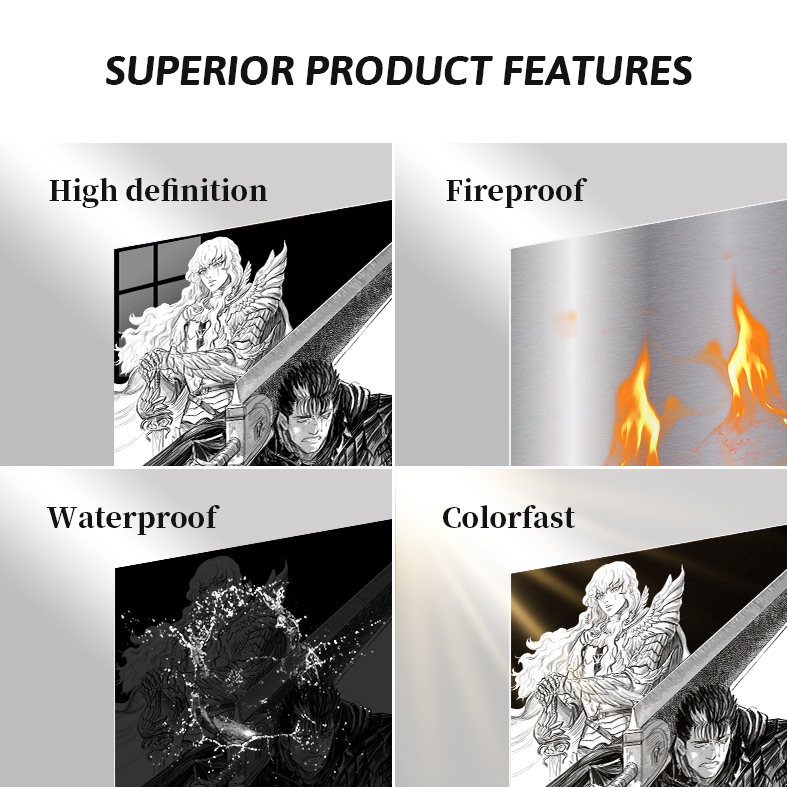 SUPERIOR PRODUCT FEATURES
High definition
Fireproof
Waterproof
Colorfast